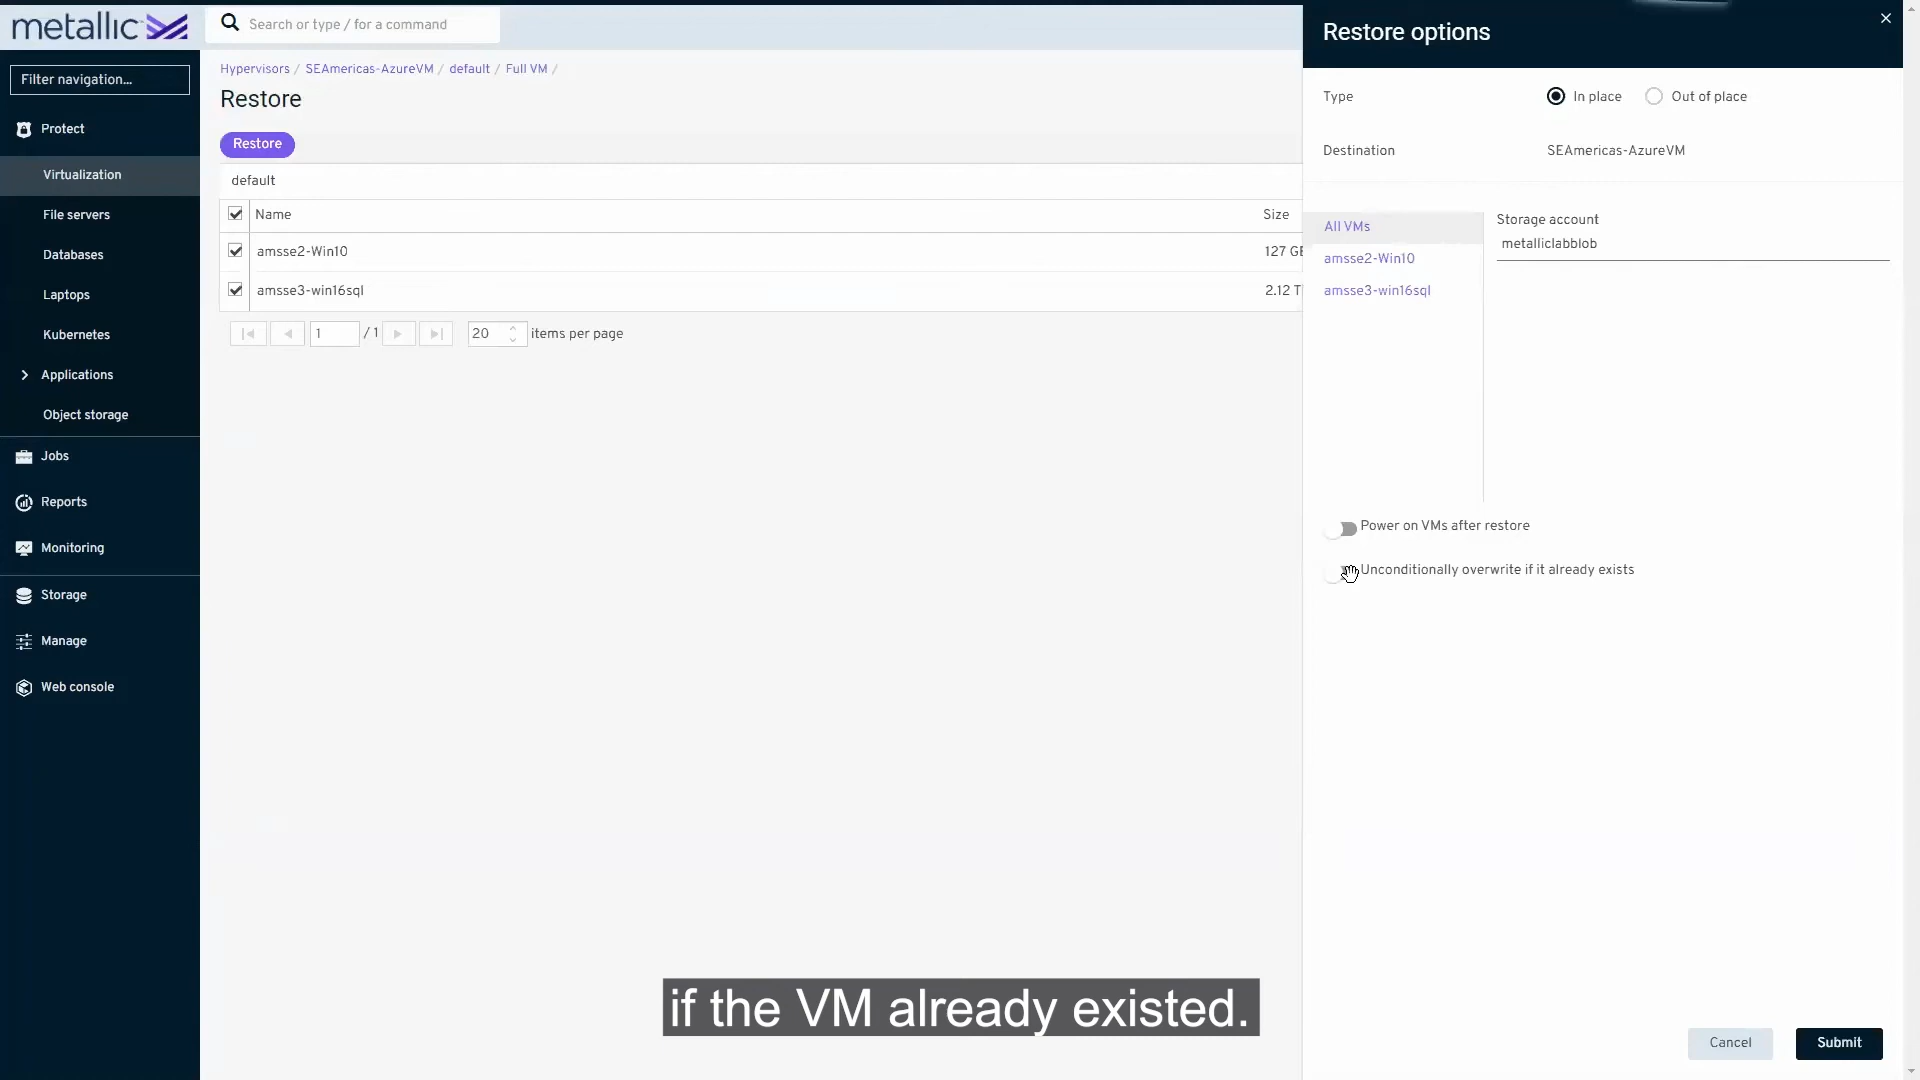 metallic
Search or type / for a command
Filter navigation...
Protect
Virtualization
File servers
Databases
Laptops
Kubernetes
Applications
Object storage
Jobs
Reports
Monitoring
Storage
Manage
Web console
Hypervisors / SEAmericas-AzureVM / default / Full VM /
Restore
Restore
default
Name Size
amsse2-Win10 127 GB
amsse3-win16sql 2.12 T
1 / 1 20 items per page
Restore options
Type In place Out of place
Destination SEAmericas-AzureVM
All VMs
amsse2-Win10
amsse3-win16sql
Storage account
metalliclabblob
Power on VMs after restore
Unconditionally overwrite if it already exists
Cancel Submit
if the VM already existed.